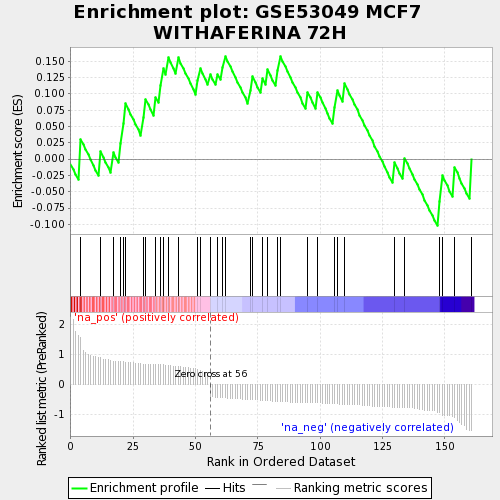 Enrichment plot: GSE53049 MCF7
WITHAFERINA 72H
Enrichment score (ES)
0.150
0.125
0.100
0.075
0.050
0.025
0.000
-0.025
-0.050
-0.075
-0.100
'na_pos' (positively correlated)
Ranked list metric (PreRanked)
2
1
0
-1
Zero cross at 56
'na_neg' (negatively correlated)
0
25
50
75
100
125
150
Rank in Ordered Dataset
Enrichment profile
Hits
Ranking metric scores